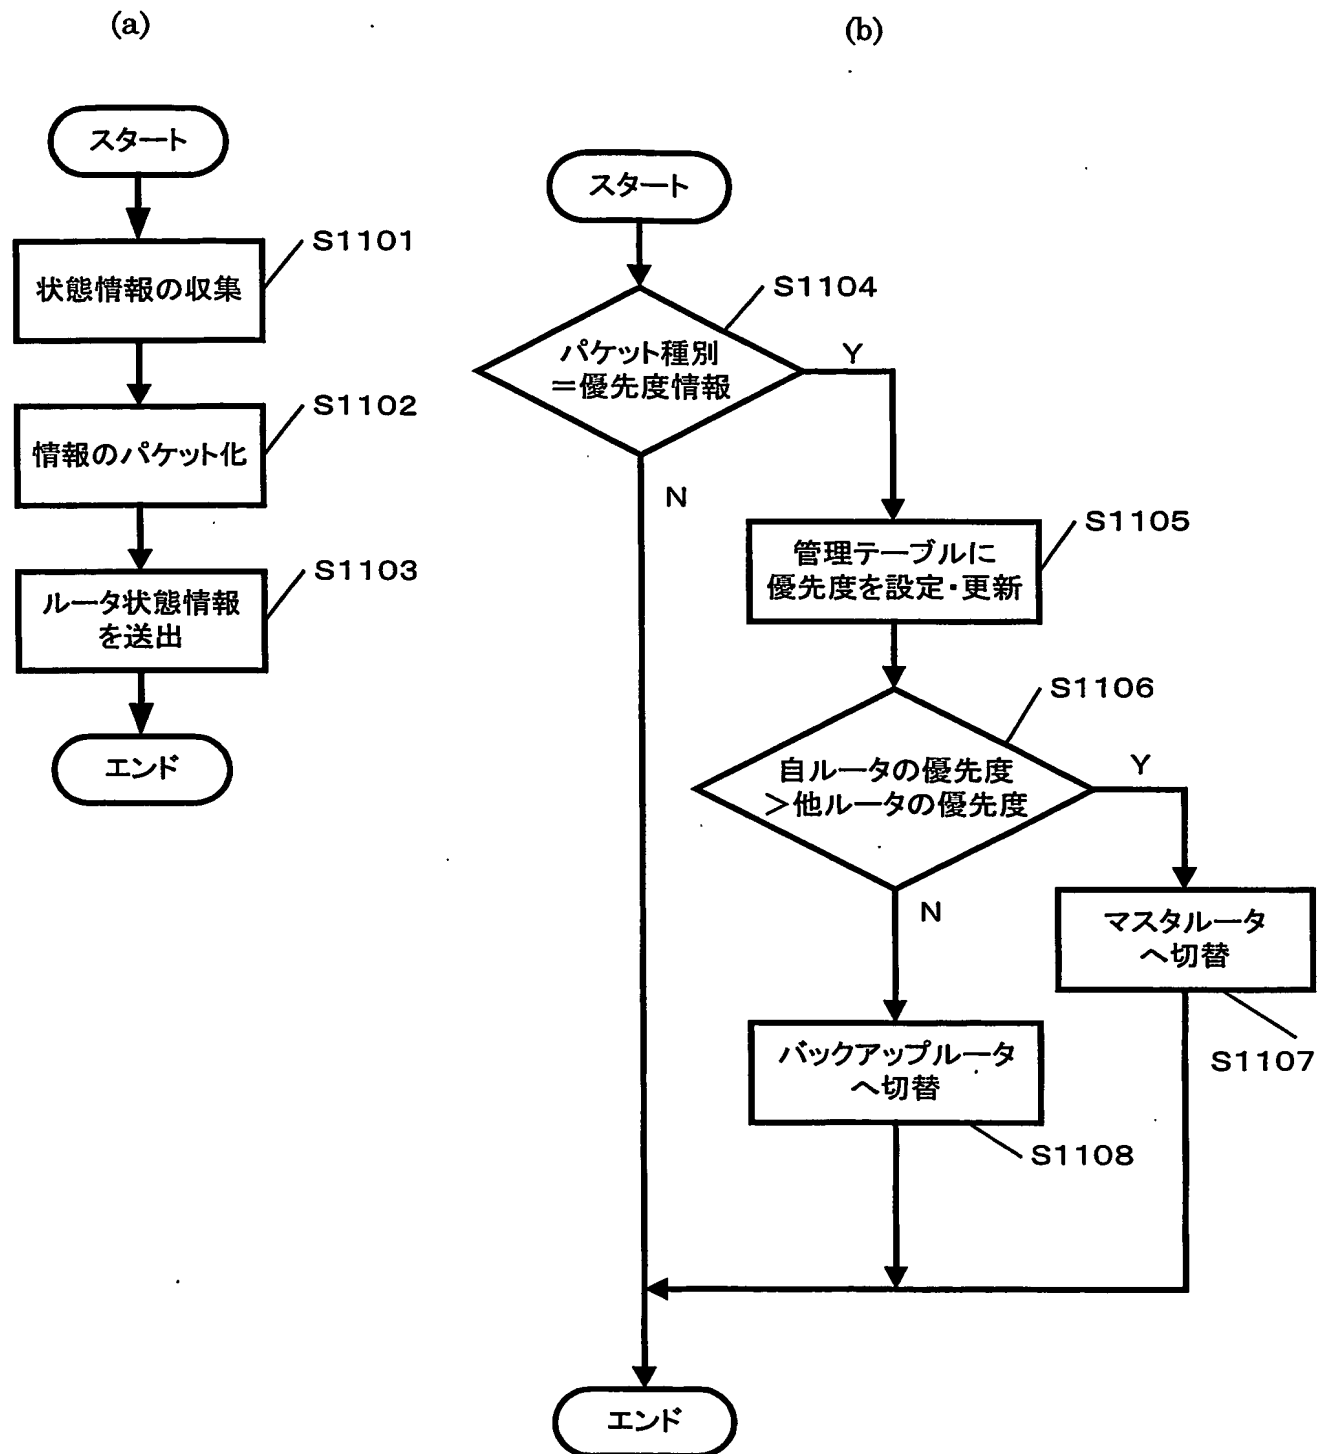 (a)
スタート
S1101
状態情報の収集
S1102
情報のパケット化
S1103
ルータ状態情報
を送出
エンド
(b)
スタート
S1104
パケット種別
＝優先度情報
Y
N
S1105
管理テーブルに
優先度を設定・更新
S1106
自ルータの優先度
＞他ルータの優先度
Y
N
マスタルータ
へ切替
S1107
バックアップルータ
へ切替
S1108
エンド